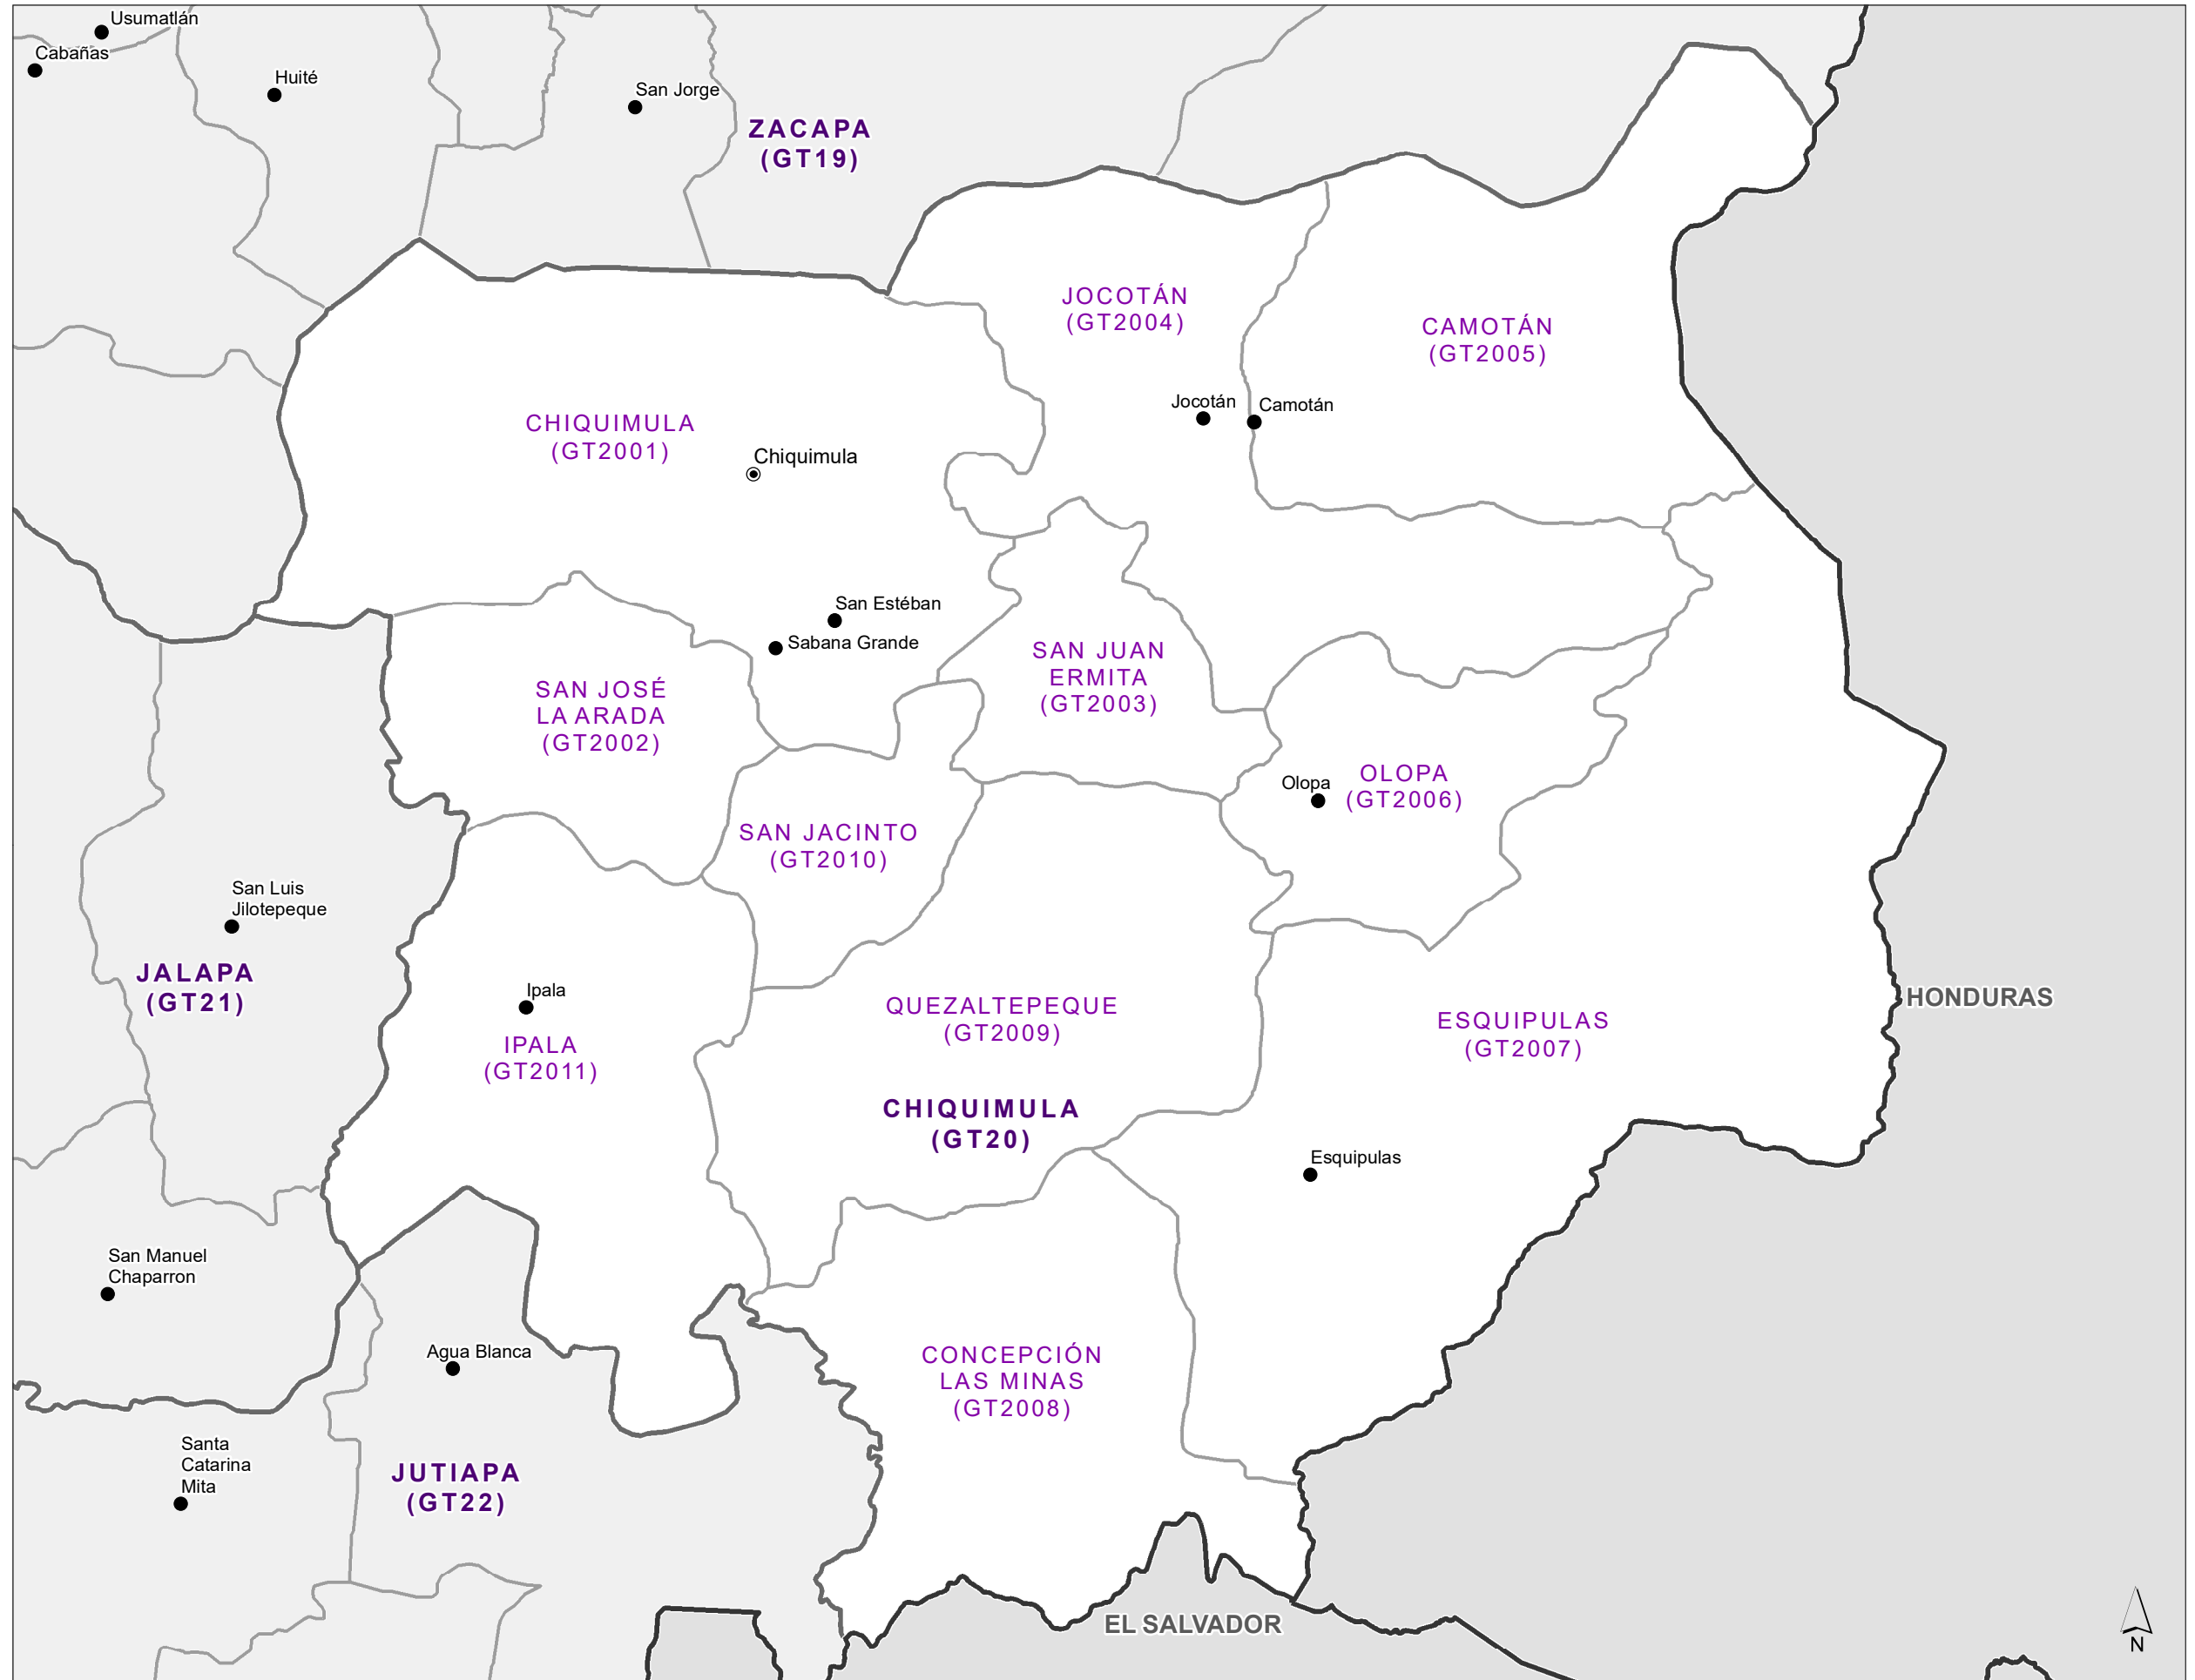 Usumatlán
Cabañas
Huité
San Jorge
ZACAPA
(GT19)
JOCOTÁN
(GT2004)
CAMOTÁN
(GT2005)
Jocotán
Camotán
CHIQUIMULA
(GT2001)
Chiquimula
San Estéban
Sabana Grande
SAN JUAN
ERMITA
(GT2003)
SAN JOSÉ
LA ARADA
(GT2002)
OLOPA
(GT2006)
Olopa
SAN JACINTO
(GT2010)
San Luis
Jilotepeque
JALAPA
(GT21)
Ipala
IPALA
(GT2011)
QUEZALTEPEQUE
(GT2009)
ESQUIPULAS
(GT2007)
HONDURAS
CHIQUIMULA
(GT20)
Esquipulas
San Manuel
Chaparron
Agua Blanca
CONCEPCIÓN
LAS MINAS
(GT2008)
Santa
Catarina
Mita
JUTIAPA
(GT22)
EL SALVADOR
N